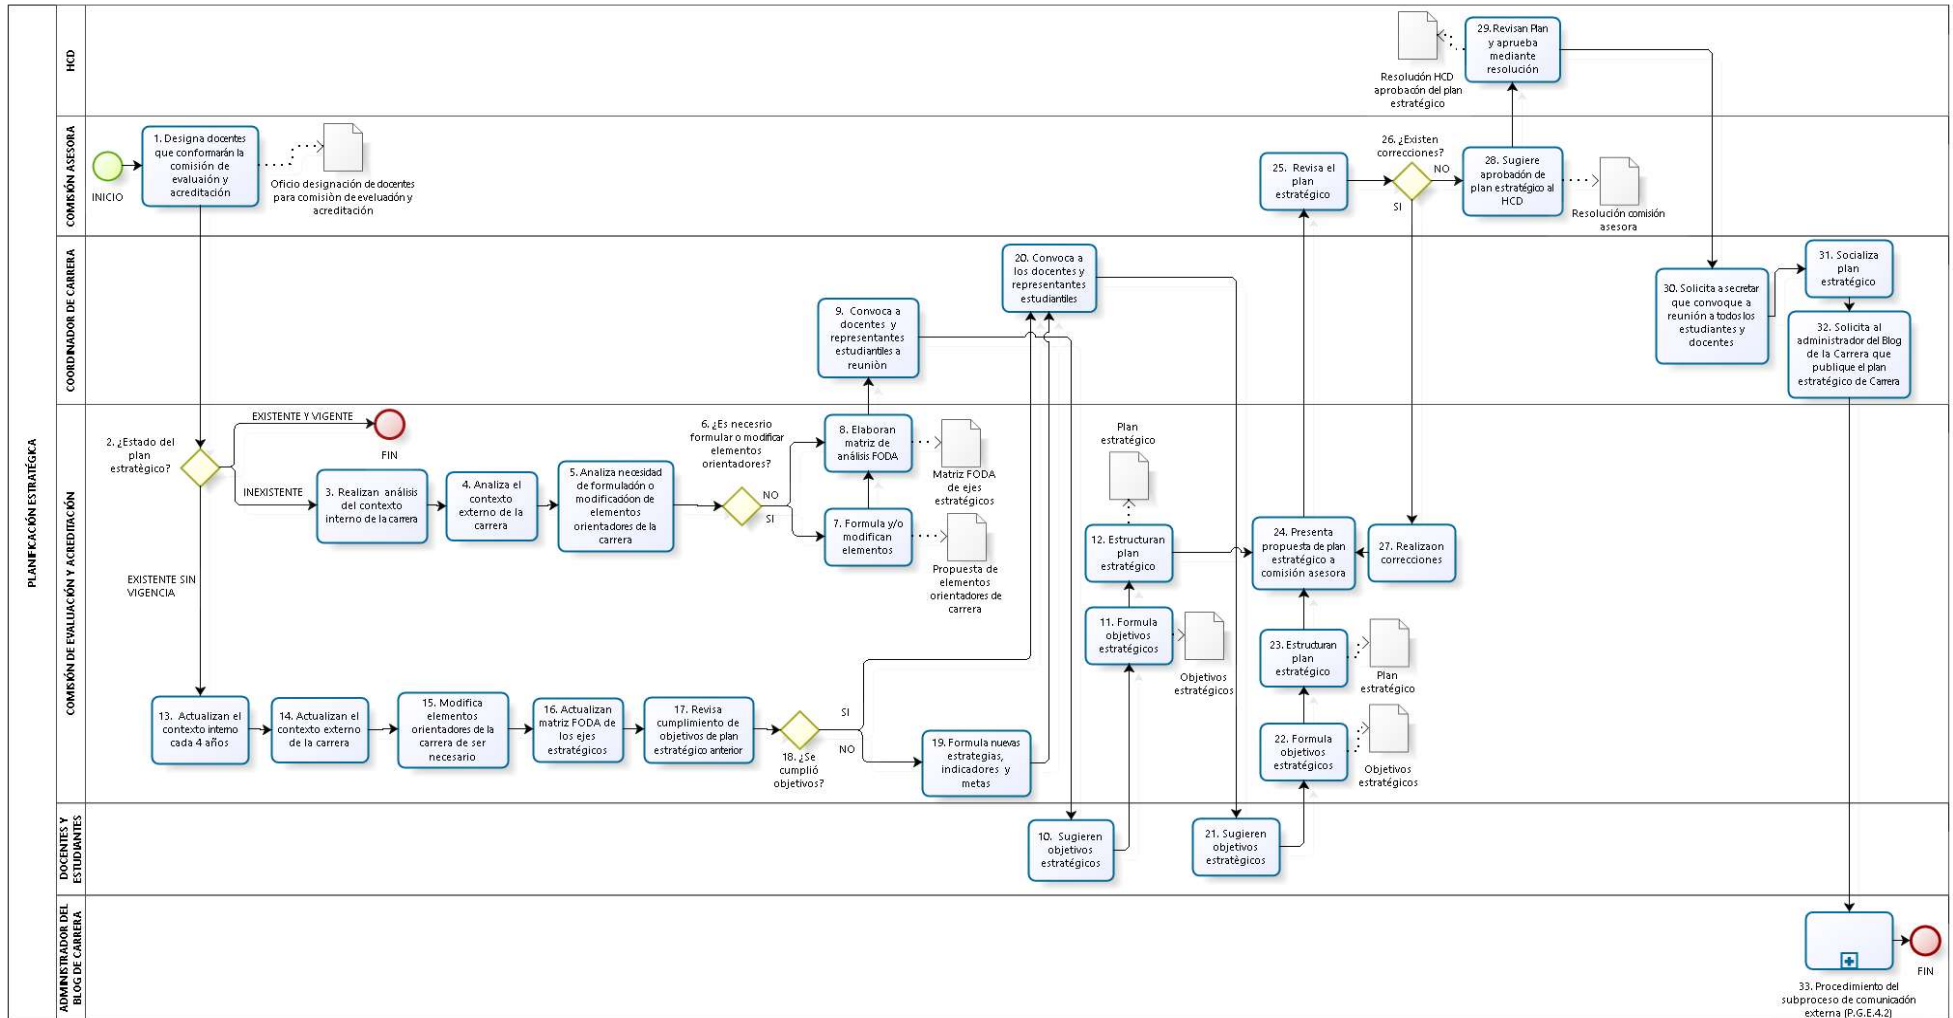 PLANIFICACIÓN ESTRATÉGICA
HCD
29.Revisan Plan
y aprueba
mediante
resolución
Resolución HCD
aprobacón del plan
estratégico
COMISIÓN ASESORA
INICIO
1. Designa docentes
que conformarán la
comisión de
evaluaión y
acreditación
Oficio designación de docentes
para comisiòn de eveluación y
acreditación
25. Revisa el
plan
estratégico
26. ¿Existen
correcciones?
NO
SI
28. Sugiere
aprobación de
plan estratégico al
HCD
Resolución comisión
asesora
COORDINADOR DE CARRERA
9. Convoca a
docentes y
representantes
estudiantiles a
reuniòn
20. Convoca a
los docentes y
representantes
estudiantiles
30. Solicita a secretar
que convoque a
reunión a todos los
estudiantes y
docentes
31. Socializa
plan
estratégico
32. Solicita al
administrador del Blog
de la Carrera que
publique el plan
estratégico de Carrera
COMISIÓN DE EVALUACIÓN Y ACREDITACIÓN
2. ¿Estado del
plan
estratègico?
EXISTENTE Y VIGENTE
FIN
INEXISTENTE
EXISTENTE SIN
VIGENCIA
3. Realizan análisis
del contexto
interno de la carrera
4. Analiza el
contexto
externo de la
carrera
5. Analiza necesidad
de formulación o
modificacióon de
elementos
orientadores de la
carrera
6. ¿Es necesrio
formular o modificar
elementos
orientadores?
NO
SI
8. Elaboran
matriz de
análisis FODA
Matriz FODA
de ejes
estratégicos
7. Formula y/o
modifican
elementos
Propuesta de
elementos
orientadores de
carrera
Plan
estratégico
12. Estructuran
plan
estratégico
11. Formula
objetivos
estratégicos
Objetivos
estratégicos
24. Presenta
propuesta de plan
estratégico a
comisión asesora
27. Realizaon
correcciones
23. Estructuran
plan
estratégico
Plan
estratégico
22. Formula
objetivos
estratégicos
Objetivos
estratégicos
13. Actualizan el
contexto interno
cada 4 años
14. Actualizan el
contexto externo
de la carrera
15. Modifica
elementos
orientadores de la
carrera de ser
necesario
16. Actualizan
matriz FODA de
los ejes
estratégicos
17. Revisa
cumplimiento de
objetivos de plan
estratégico anterior
18. ¿Se
cumplió
objetivos?
SI
NO
19. Formula nuevas
estrategias,
indicadores y
metas
DOCENTES Y
ESTUDIANTES
10. Sugieren
objetivos
estratégicos
21. Sugieren
objetivos
estratègicos
ADMINISTRADOR DEL
BLOG DE CARRERA
FIN
33. Procedimiento del
subproceso de comunicación
externa (P.G.E.4.2)